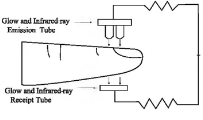 Glow and Infrared ray
Emission Tube
Glow and Infrared-ray
Receipt Tube